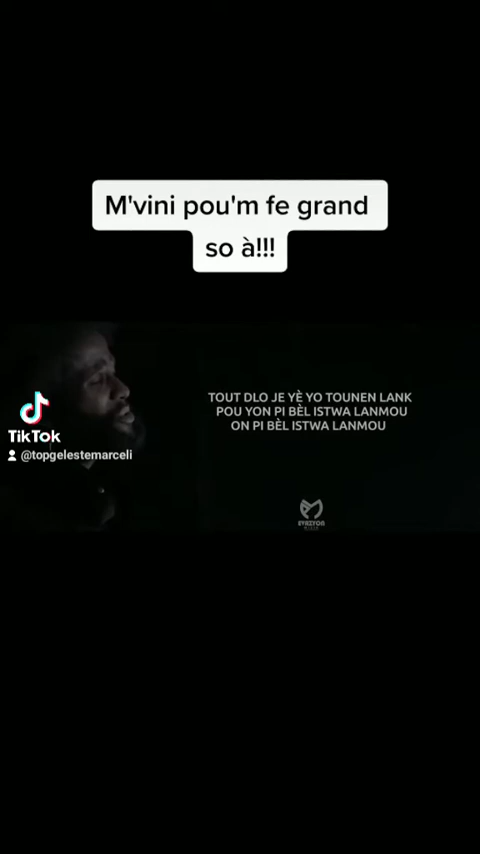 M'vini pou'm fe grand
so à!!!
TOUT DLO JE YÈ YO TOUNEN LANK
POU YON PI BÈL ISTWA LANMOU
ON PI BÈL ISTWA LANMOU
TikTok
@topgelestemarceli